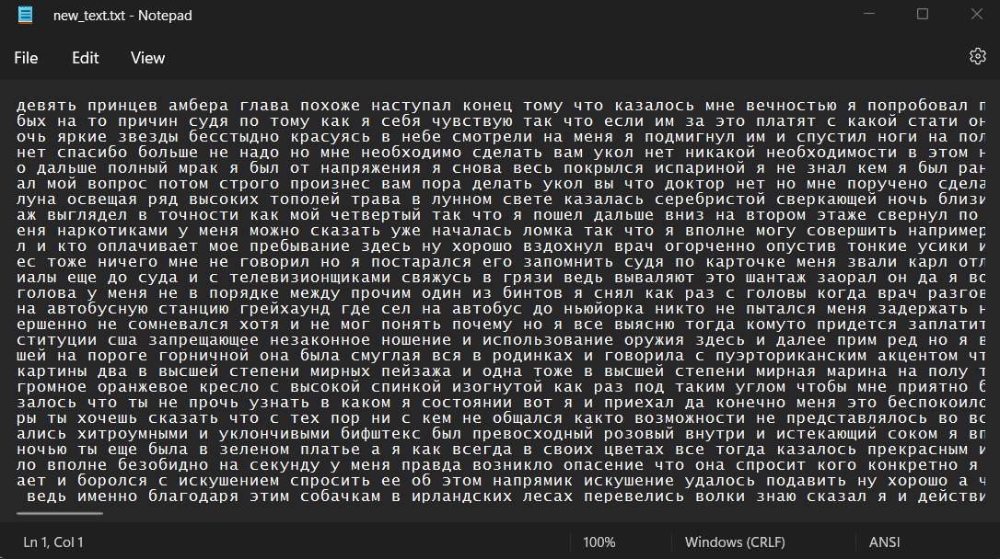 new_text.txt - Notepad
File Edit View
девять принцев амбера глава похоже наступал конец тому что казалось мне вечностью я попробовал п
бых на то причин судя по тому как я себя чувствую так что если им за это платят с какой стати он
очь яркие звезды бесстыдно красуясь в небе смотрели на меня я подмигнул им и спустил ноги на пол
нет спасибо больше не надо но мне необходимо сделать вам укол нет никакой необходимости в этом н
о дальше полный мрак я был от напряжения я снова весь покрылся испариной я не знал кем я был ран
ал мой вопрос потом строго произнес вам пора делать укол вы что доктор нет но мне поручено сдела
луна освещая ряд высоких тополей трава в лунном свете казалась серебристой сверкающей ночь близи
аж выглядел в точности как мой четвертый так что я пошел дальше вниз на втором этаже свернул по
еня наркотиками у меня можно сказать уже началась ломка так что я вполне могу совершить например
л и кто оплачивает мое пребывание здесь ну хорошо вздохнул врач огорченно опустив тонкие усики и
ес тоже ничего мне не говорил но я постарался его запомнить судя по карточке меня звали карл отл
иалы еще до суда и с телевизионщиками свяжусь в грязи ведь вываляют это шантаж заорал он да я во
голова у меня не в порядке между прочим один из бинтов я снял как раз с головы когда врач разгов
на автобусную станцию грейхаунд где сел на автобус до ньюйорка никто не пытался меня задержать н
ершенно не сомневался хотя и не мог понять почему но я все выясню тогда комуто придется заплатит
ституции сша запрещающее незаконное ношение и использование оружия здесь и далее прим ред но я в
шей на пороге горничной она была смуглая вся в родинках и говорила с пуэрториканским акцентом чт
картины два в высшей степени мирных пейзажа и одна тоже в высшей степени мирная марина на полу т
громное оранжевое кресло с высокой спинкой изогнутой как раз под таким углом чтобы мне приятно б
залось что ты не прочь узнать в каком я состоянии вот я и приехал да конечно меня это беспокоило
ры ты хочешь сказать что с тех пор ни с кем не общался както возможности не представлялось во вс
ались хитроумными и уклончивыми бифштекс был превосходный розовый внутри и истекающий соком я вп
ночью ты еще была в зеленом платье а я как всегда в своих цветах все тогда казалось прекрасным и
ло вполне безобидно на секунду у меня правда возникло опасение что она спросит кого конкретно я
ает и боролся с искушением спросить ее об этом напрямик искушение удалось подавить ну хорошо а ч
ведь именно благодаря этим собачкам в ирландских лесах перевелись волки знаю сказал я и действи
Ln 1, Col 1 100% Windows (CRLF) ANSI